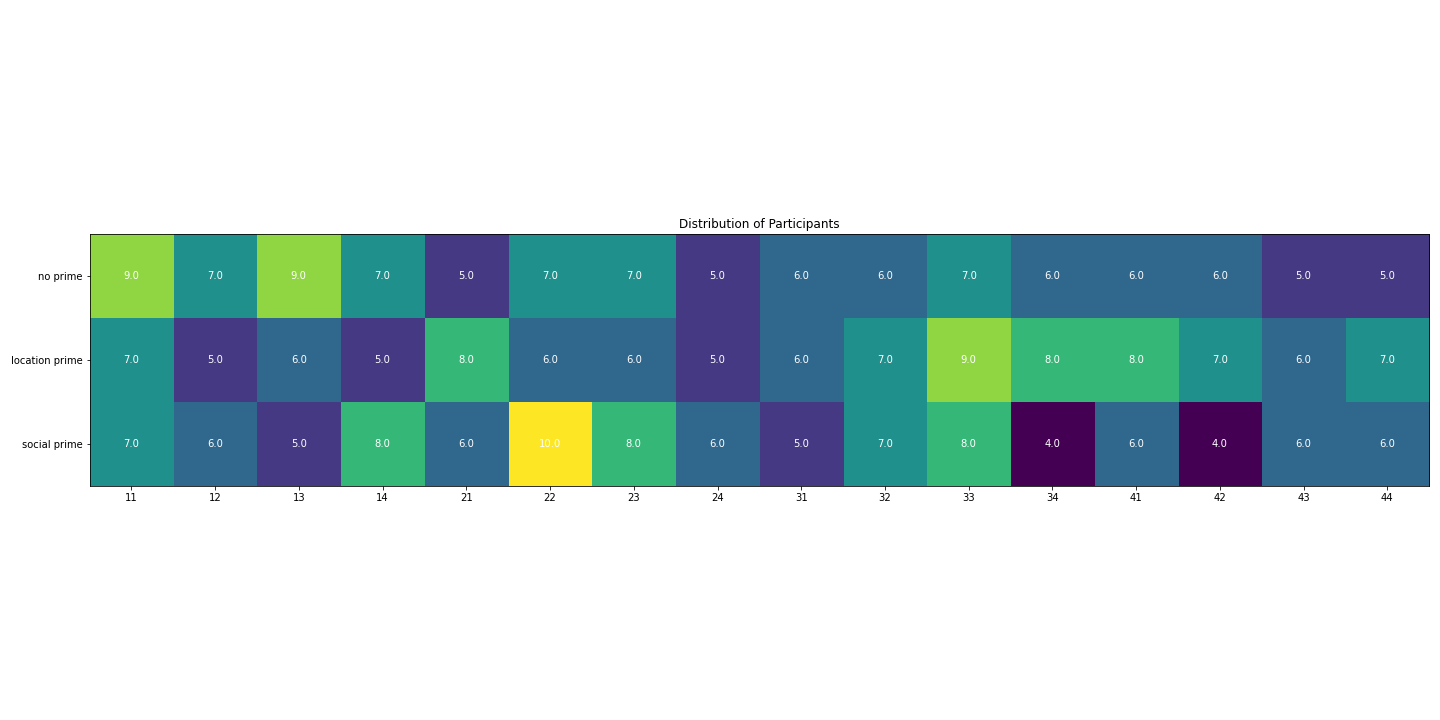 Distribution of Participants
no prime 9.0 7.0 9.0 7.0 5.0 7.0 7.0 5.0 6.0 6.0 7.0 6.0 6.0 6.0 5.0 5.0
location prime 7.0 5.0 6.0 5.0 8.0 6.0 6.0 5.0 6.0 7.0 9.0 8.0 8.0 7.0 6.0 7.0
social prime 7.0 6.0 5.0 8.0 6.0 10.0 8.0 6.0 5.0 7.0 8.0 4.0 6.0 4.0 6.0 6.0
11 12 13 14 21 22 23 24 31 32 33 34 41 42 43 44